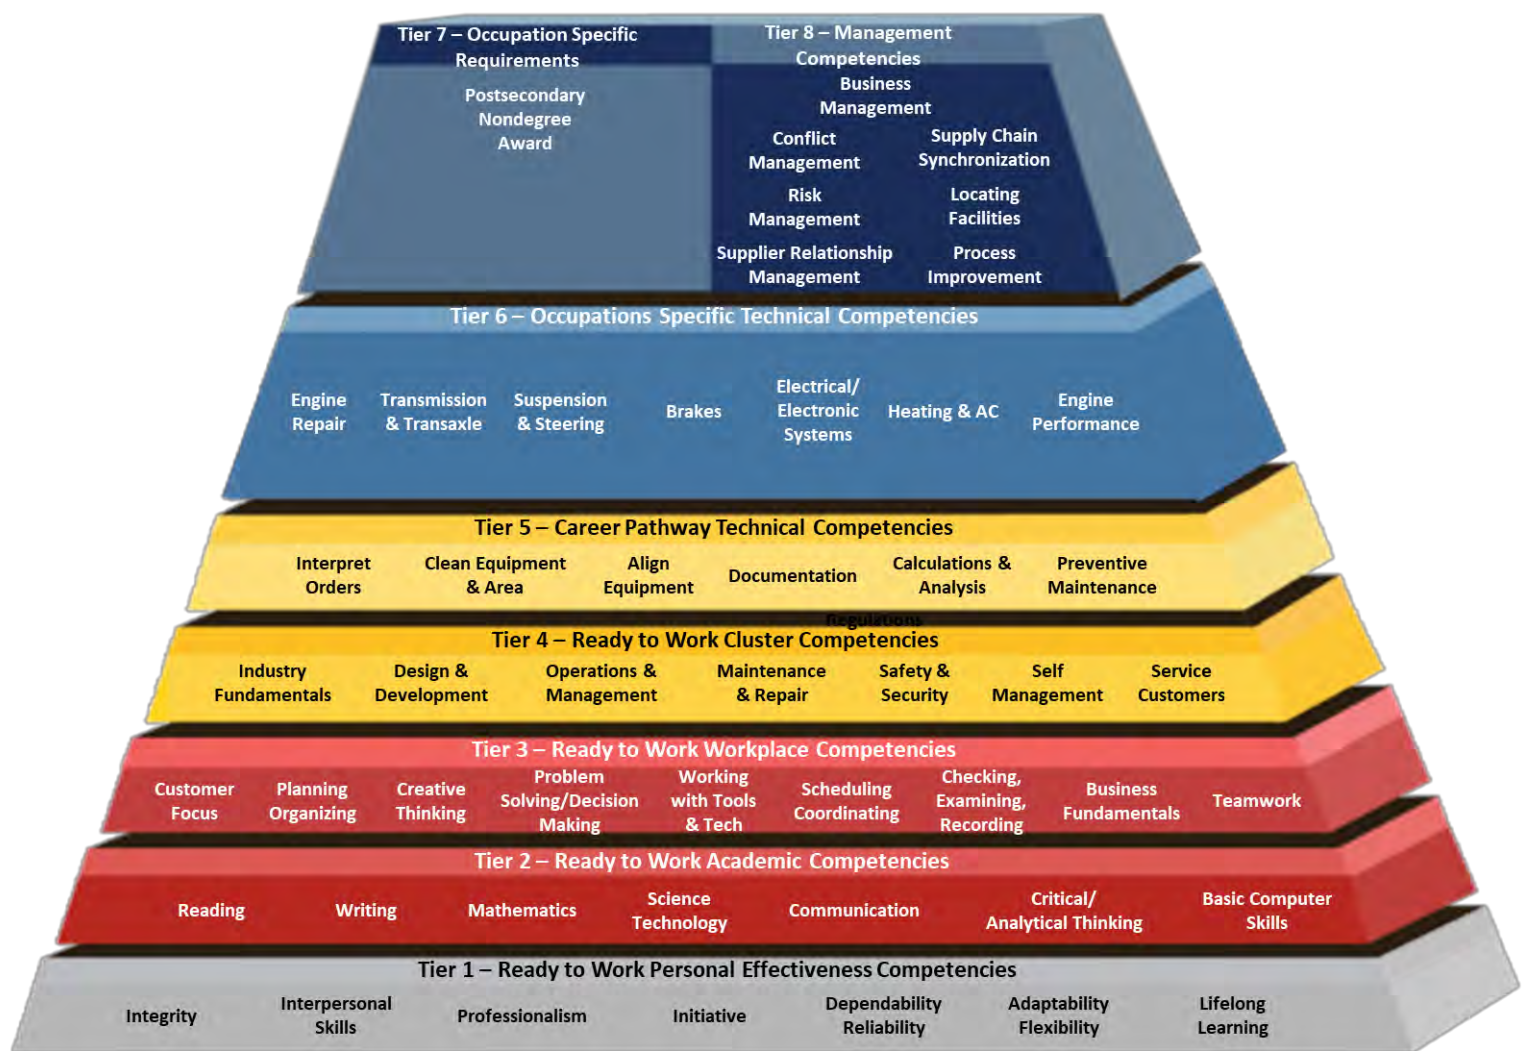 Tier 7 – Occupation Specific
Requirements
Postsecondary
Nondegree
Award
Tier 8 – Management
Competencies
Business
Management
Conflict
Management
Supply Chain
Synchronization
Risk
Management
Locating
Facilities
Supplier Relationship
Management
Process
Improvement
Tier 6 – Occupations Specific Technical Competencies
Engine
Repair
Transmission
& Transaxle
Suspension
& Steering
Brakes
Electrical/
Electronic
Systems
Heating & AC
Engine
Performance
Tier 5 – Career Pathway Technical Competencies
Interpret
Orders
Clean Equipment
& Area
Align
Equipment
Documentation
Calculations &
Analysis
Preventive
Maintenance
Regulations
Tier 4 – Ready to Work Cluster Competencies
Industry
Fundamentals
Design &
Development
Operations &
Management
Maintenance
& Repair
Safety &
Security
Self
Management
Service
Customers
Tier 3 – Ready to Work Workplace Competencies
Customer
Focus
Planning
Organizing
Creative
Thinking
Problem
Solving/Decision
Making
Working
with Tools
& Tech
Scheduling
Coordinating
Checking,
Examining,
Recording
Business
Fundamentals
Teamwork
Tier 2 – Ready to Work Academic Competencies
Reading
Writing
Mathematics
Science
Technology
Communication
Critical/
Analytical Thinking
Basic Computer
Skills
Tier 1 – Ready to Work Personal Effectiveness Competencies
Integrity
Interpersonal
Skills
Professionalism
Initiative
Dependability
Reliability
Adaptability
Flexibility
Lifelong
Learning